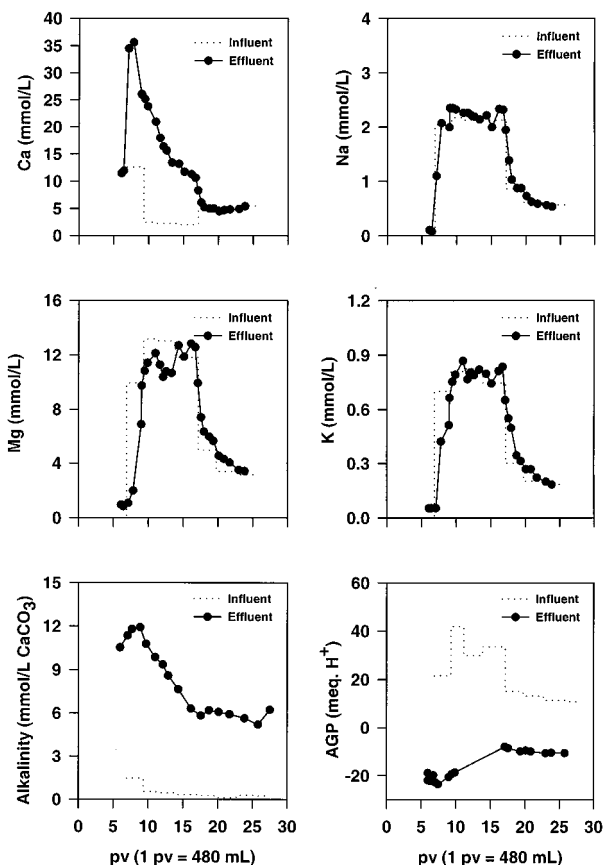 Ca (mmol/L)
40
35
30
25
20
15
10
5
0
Influent
Effluent
Na (mmol/L)
4
3
2
1
0
Influent
Effluent
Mg (mmol/L)
16
12
8
4
0
Influent
Effluent
K (mmol/L)
1.2
0.9
0.6
0.3
0.0
Influent
Effluent
Alkalinity (mmol/L CaCO3)
15
12
9
6
3
0
Influent
Effluent
0 5 10 15 20 25 30
pv (1 pv = 480 mL)
AGP (meq. H+)
60
40
20
0
-20
Influent
Effluent
0 5 10 15 20 25 30
pv (1 pv = 480 mL)